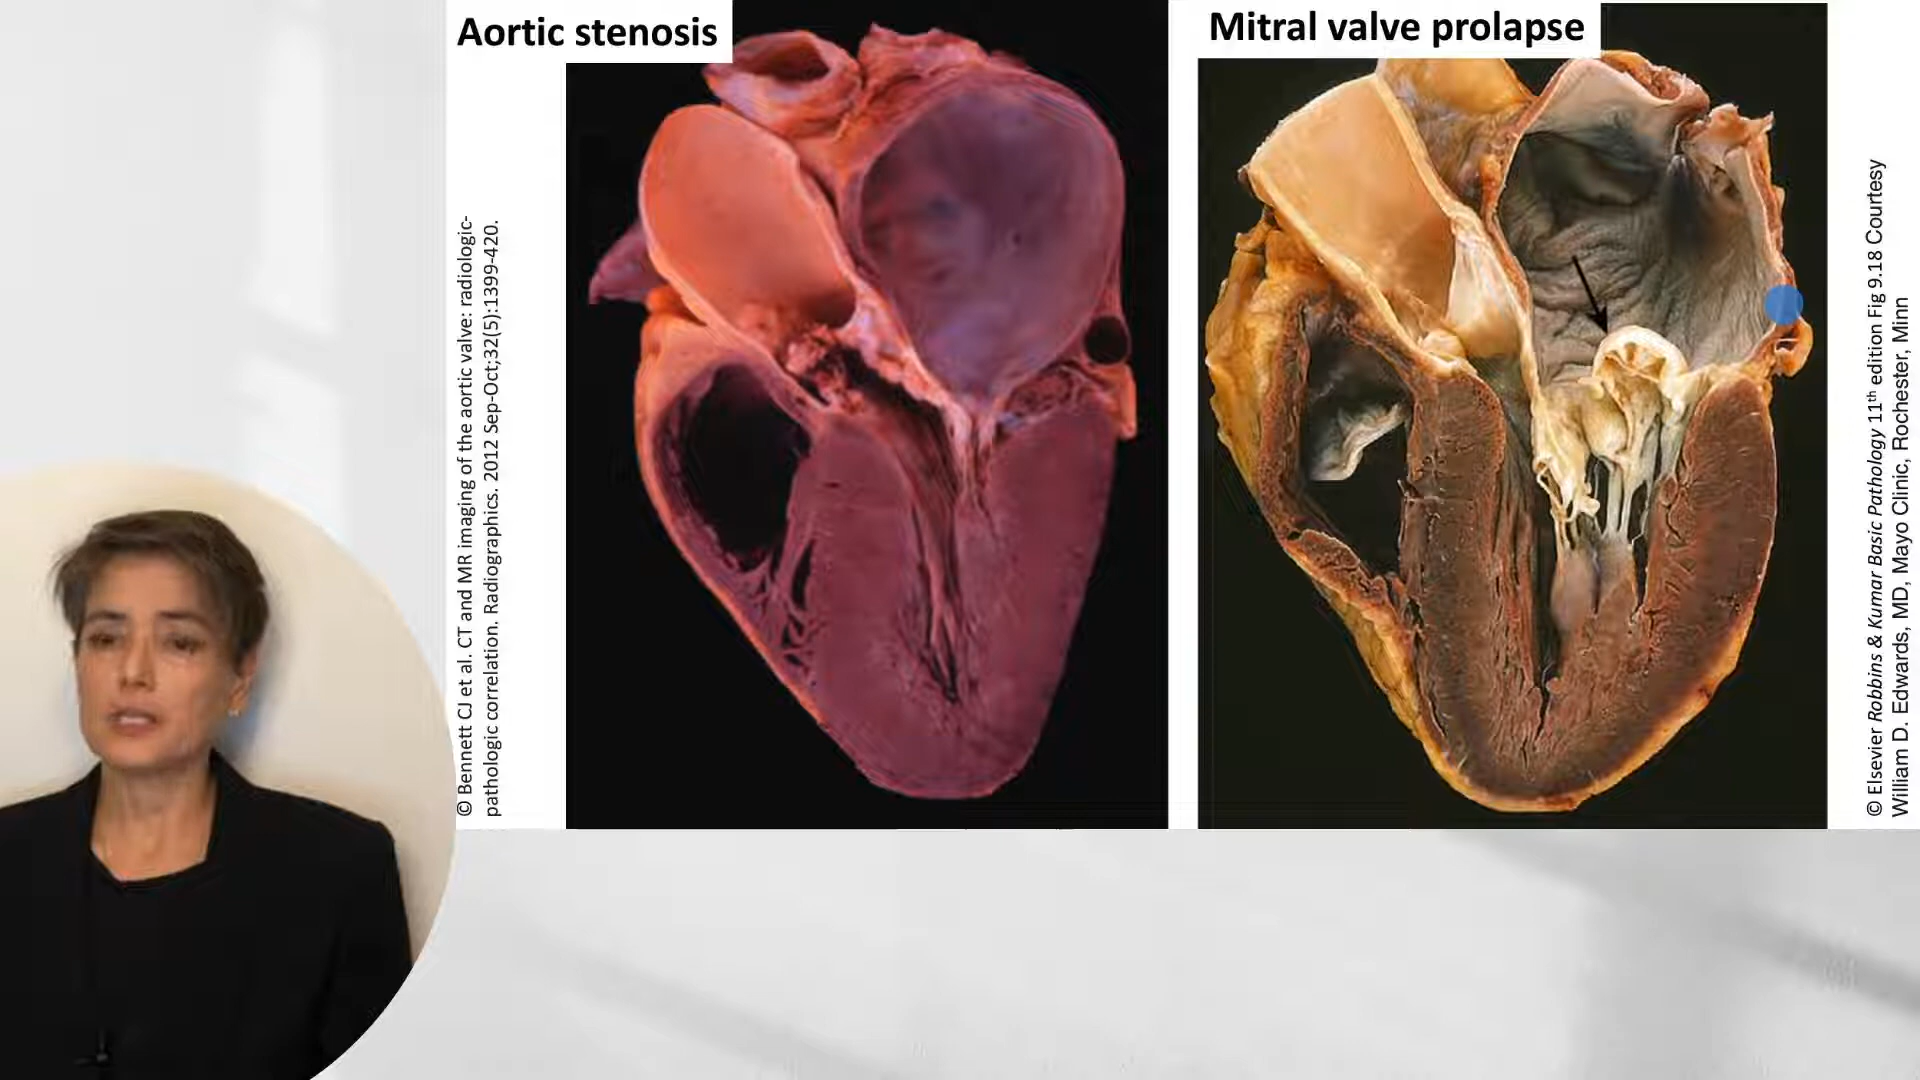 Aortic stenosis
© Bennett CJ et al. CT and MR imaging of the aortic valve: radiologic-
pathologic correlation. Radiographics. 2012 Sep-Oct;32(5):1399-420.
Mitral valve prolapse
© Elsevier Robbins & Kumar Basic Pathology 11th edition Fig 9.18 Courtesy
William D. Edwards, MD, Mayo Clinic, Rochester, Minn